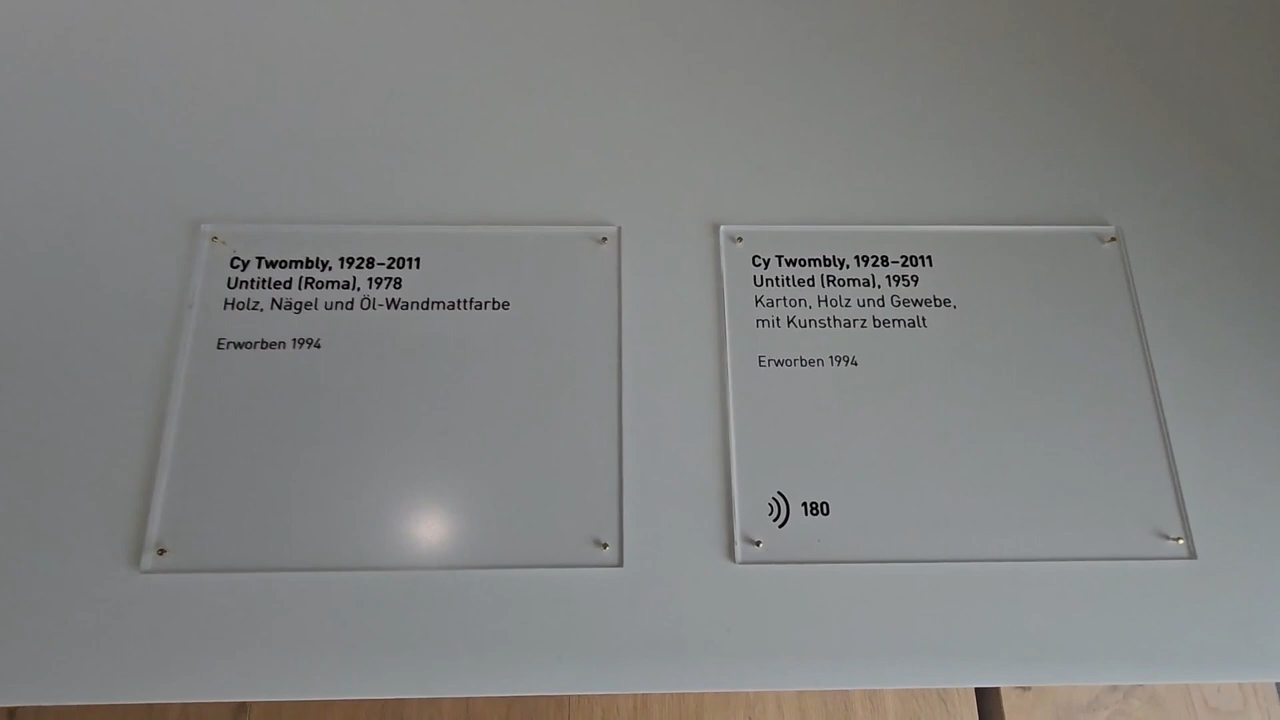 Cy Twombly, 1928–2011
Untitled (Roma), 1978
Holz, Nägel und Öl-Wandmattfarbe
Erworben 1994
Cy Twombly, 1928–2011
Untitled (Roma), 1959
Karton, Holz und Gewebe,
mit Kunstharz bemalt
Erworben 1994
180